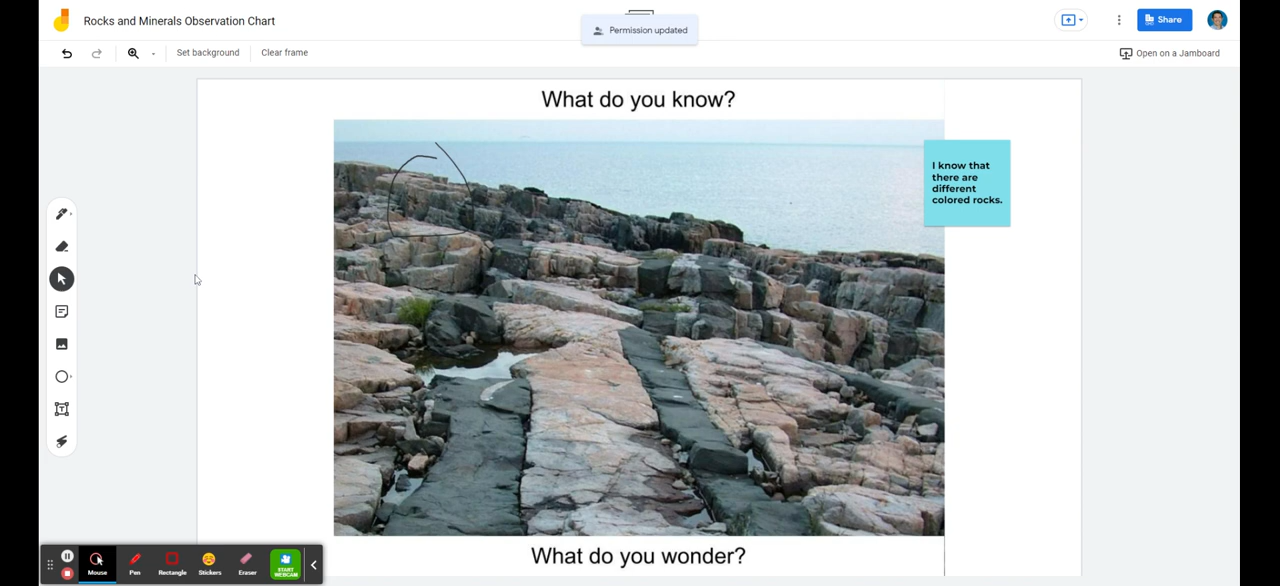 Rocks and Minerals Observation Chart
Permission updated
Share
Set background
Clear frame
Open on a Jamboard
What do you know?
I know that
there are
different
colored rocks.
What do you wonder?
Mouse
Pen
Rectangle
Stickers
Eraser
START
WEBCAM